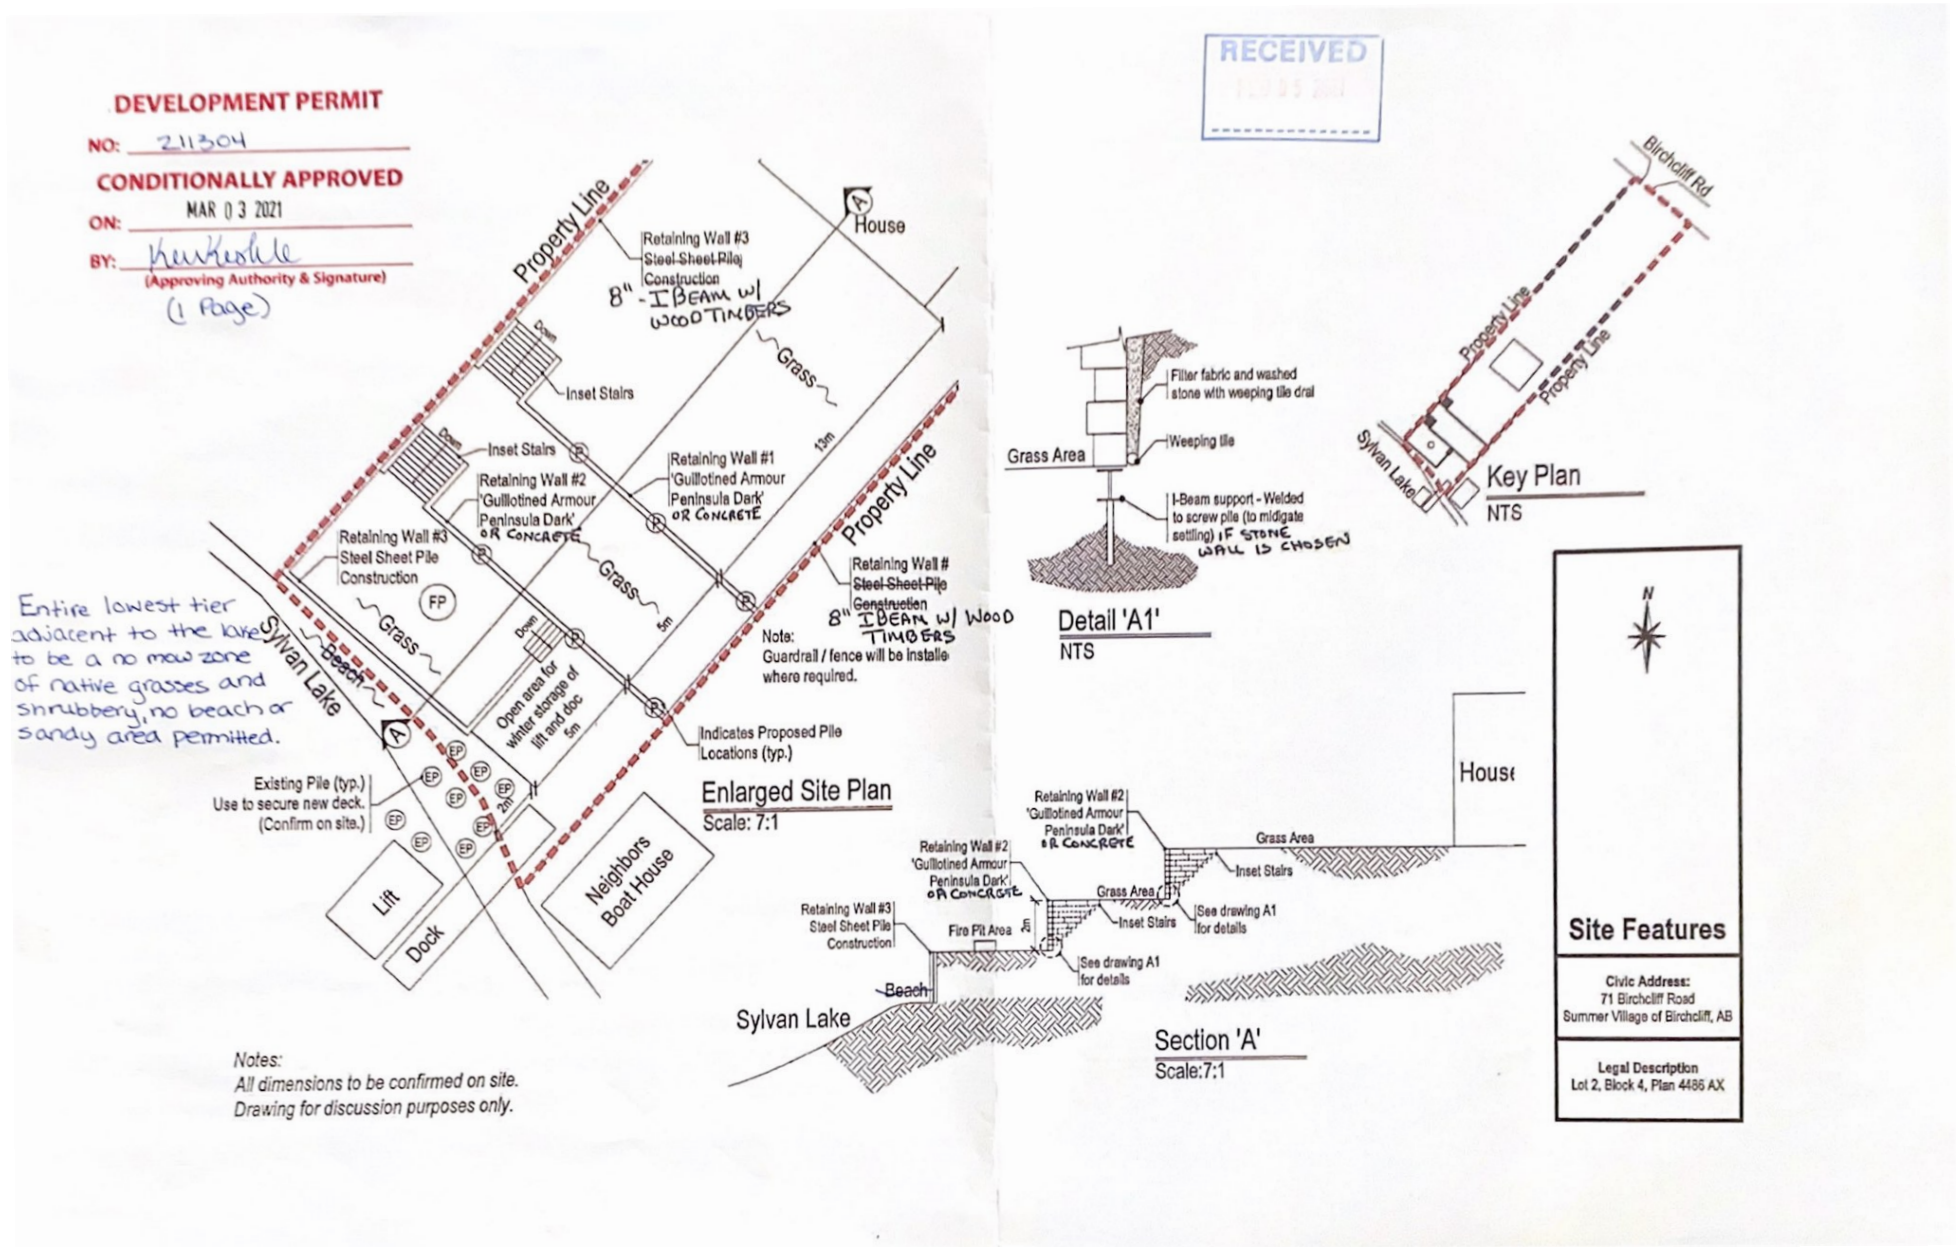 DEVELOPMENT PERMIT
NO: 211304
CONDITIONALLY APPROVED
ON: MAR 03 2021
BY:
(Approving Authority & Signature)
(1 Page)
RECEIVED
Property Line
A
House
Retaining Wall #3
Steel Sheet Pile
Construction
8" - I BEAM W/
WOOD TIMBERS
Down
Inset Stairs
Grass
13m
Down
Inset Stairs
Retaining Wall #2
'Guillotined Armour
Peninsula Dark'
OR CONCRETE
P
Retaining Wall #1
'Guillotined Armour
Peninsula Dark'
OR CONCRETE
P
P
P
P
P
Property Line
Retaining Wall #3
Steel Sheet Pile
Construction
FP
Grass
Grass
5m
Retaining Wall #
Steel Sheet Pile
Construction
8" I BEAM W/ WOOD
TIMBERS
Note:
Guardrail / fence will be installe
where required.
Entire lowest tier
adjacent to the lake
to be a no mow zone
of native grasses and
shrubbery, no beach or
sandy area permitted.
Sylvan Lake
Beach
A
Down
Open area for
winter storage of
lift and doc
5m
Indicates Proposed Pile
Locations (typ.)
Existing Pile (typ.)
Use to secure new deck.
(Confirm on site.)
EP
EP
EP
EP
EP
EP
EP
EP
EP
2m
Lift
Dock
Neighbors
Boat House
Enlarged Site Plan
Scale: 7:1
Notes:
All dimensions to be confirmed on site.
Drawing for discussion purposes only.
Filter fabric and washed
stone with weeping tile drai
Weeping tile
Grass Area
I-Beam support - Welded
to screw pile (to midigate
settling) IF STONE
WALL IS CHOSEN
Detail 'A1'
NTS
Birchcliff Rd
Property Line
Property Line
Sylvan Lake
Key Plan
NTS
House
Retaining Wall #2
'Guillotined Armour
Peninsula Dark'
OR CONCRETE
Grass Area
Inset Stairs
Retaining Wall #2
'Guillotined Armour
Peninsula Dark'
OR CONCRETE
Grass Area
Inset Stairs
See drawing A1
for details
Retaining Wall #3
Steel Sheet Pile
Construction
Fire Pit Area
See drawing A1
for details
Beach
Sylvan Lake
Section 'A'
Scale:7:1
N
Site Features
Civic Address:
71 Birchcliff Road
Summer Village of Birchcliff, AB
Legal Description
Lot 2, Block 4, Plan 4486 AX